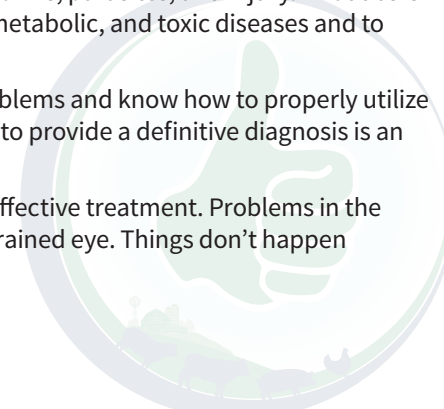 metabolic, and toxic diseases and to
oblems and know how to properly utilize
to provide a definitive diagnosis is an
ffective treatment. Problems in the
rained eye. Things don’t happen